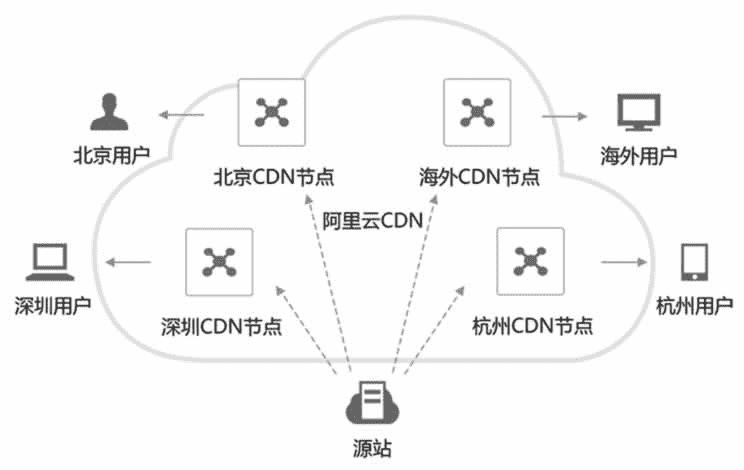 北京用户
北京CDN节点
海外CDN节点
海外用户
阿里云CDN
深圳用户
深圳CDN节点
杭州CDN节点
杭州用户
源站